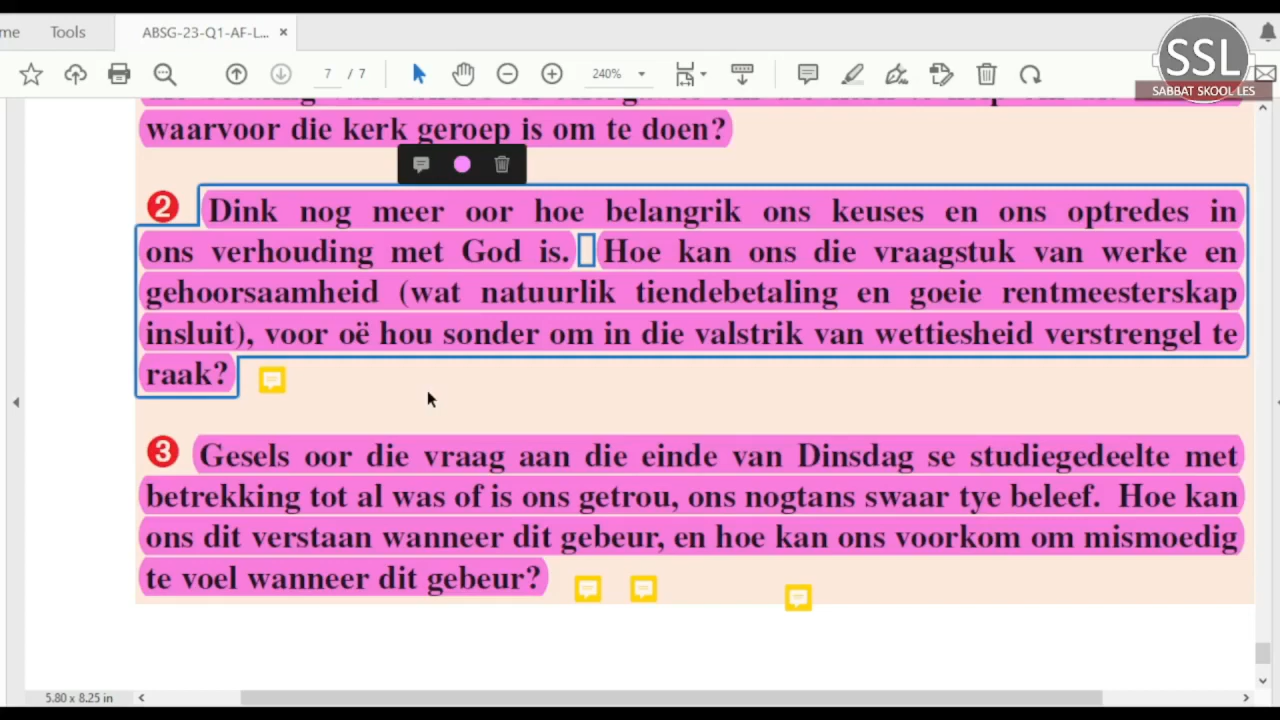 me
Tools
ABSG-23-Q1-AF-L... ×
SSL
SABBAT SKOOL LES
7 / 7
240%
waarvoor die kerk geroep is om te doen?
2 Dink nog meer oor hoe belangrik ons keuses en ons optredes in
ons verhouding met God is. Hoe kan ons die vraagstuk van werke en
gehoorsaamheid (wat natuurlik tiendebetaling en goeie rentmeesterskap
insluit), voor oë hou sonder om in die valstrik van wettiesheid verstrengel te
raak?
3 Gesels oor die vraag aan die einde van Dinsdag se studiegedeelte met
betrekking tot al was of is ons getrou, ons nogtans swaar tye beleef. Hoe kan
ons dit verstaan wanneer dit gebeur, en hoe kan ons voorkom om mismoedig
te voel wanneer dit gebeur?
5.80 x 8.25 in